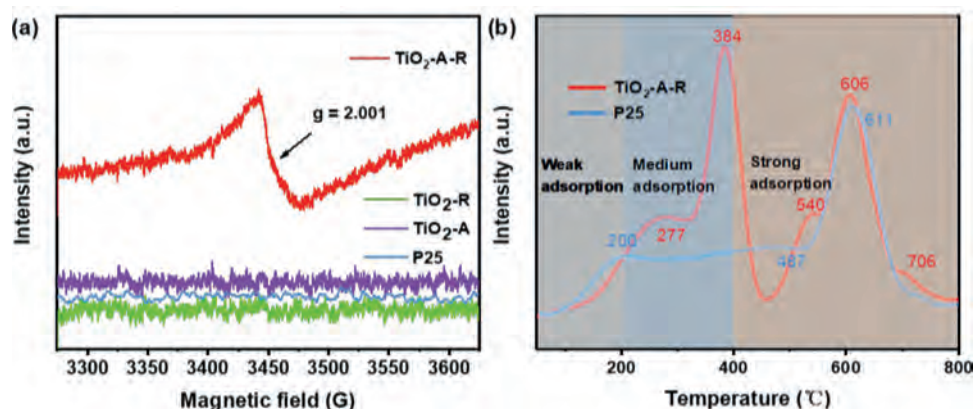 (a)
TiO2-A-R
g = 2.001
TiO2-R
TiO2-A
P25
Intensity (a.u.)
3300 3350 3400 3450 3500 3550 3600
Magnetic field (G)
(b)
384
TiO2-A-R
P25
606
611
Weak adsorption
Medium adsorption
Strong adsorption
540
200
277
487
706
Intensity (a.u.)
200 400 600 800
Temperature (℃)